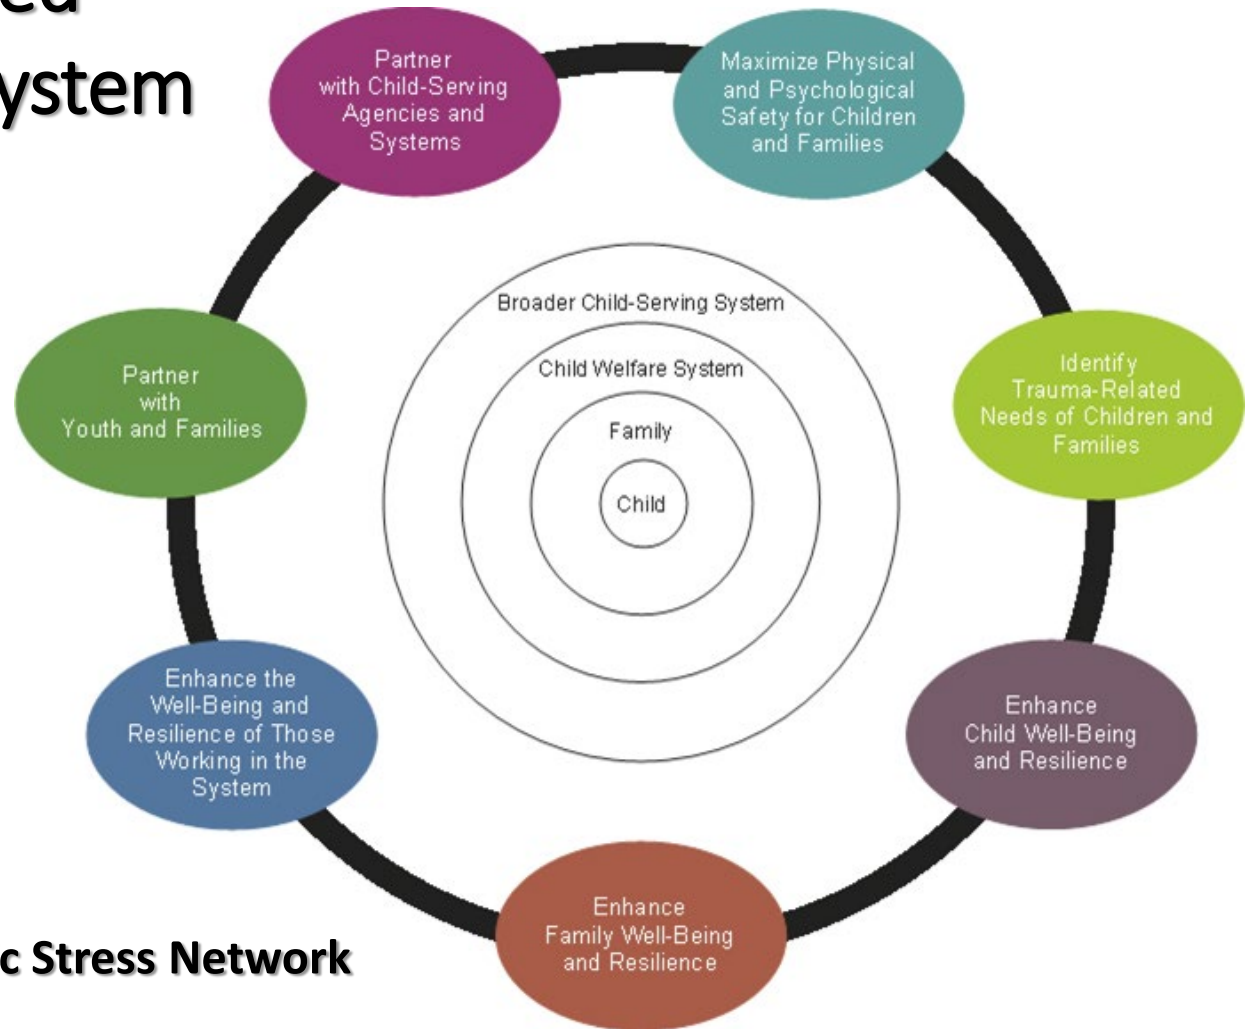 ed
ystem
Partner
with Child-Serving
Agencies and
Systems
Maximize Physical
and Psychological
Safety for Children
and Families
Identify
Trauma-Related
Needs of Children and
Families
Enhance
Child Well-Being
and Resilience
Enhance
Family Well-Being
and Resilience
Enhance the
Well-Being and
Resilience of Those
Working in the
System
Partner
with
Youth and Families
Broader Child-Serving System
Child Welfare System
Family
Child
c Stress Network